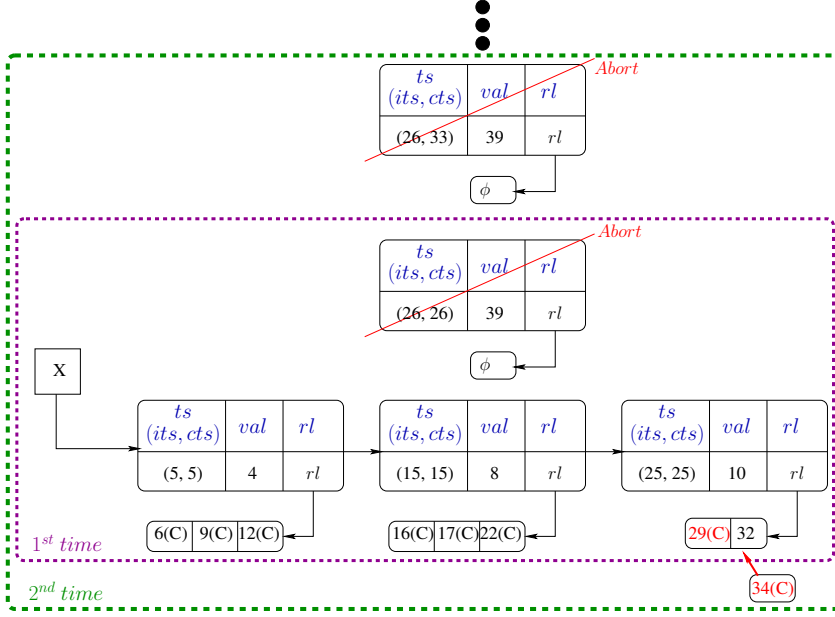 ts
(its, cts) val rl
Abort
(26, 33) 39 rl
ϕ
ts
(its, cts) val rl
Abort
(26, 26) 39 rl
ϕ
X
ts
(its, cts) val rl
(5, 5) 4 rl
6(C) 9(C) 12(C)
ts
(its, cts) val rl
(15, 15) 8 rl
16(C) 17(C) 22(C)
ts
(its, cts) val rl
(25, 25) 10 rl
29(C) 32
34(C)
1st time
2nd time